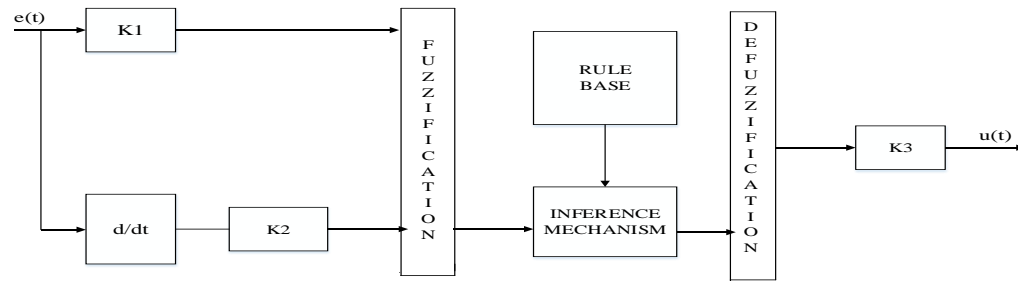 e(t)
K1
FUZZIFICATION
RULE
BASE
DEFUZZIFICATION
K3
u(t)
d/dt
K2
INFERENCE
MECHANISM